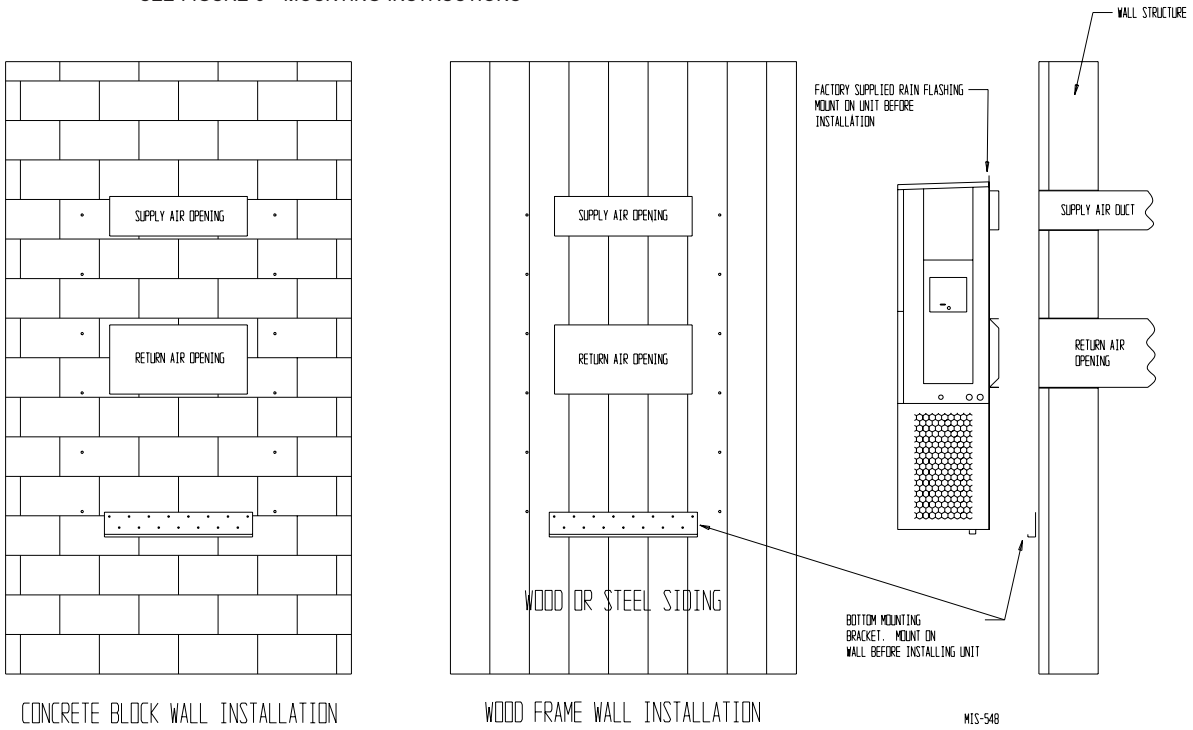 WALL STRUCTURE
FACTORY SUPPLIED RAIN FLASHING
MOUNT ON UNIT BEFORE
INSTALLATION
SUPPLY AIR OPENING
SUPPLY AIR OPENING
SUPPLY AIR DUCT
RETURN AIR OPENING
RETURN AIR OPENING
RETURN AIR
OPENING
WOOD OR STEEL SIDING
BOTTOM MOUNTING
BRACKET. MOUNT ON
WALL BEFORE INSTALLING UNIT
CONCRETE BLOCK WALL INSTALLATION
WOOD FRAME WALL INSTALLATION
MIS-548